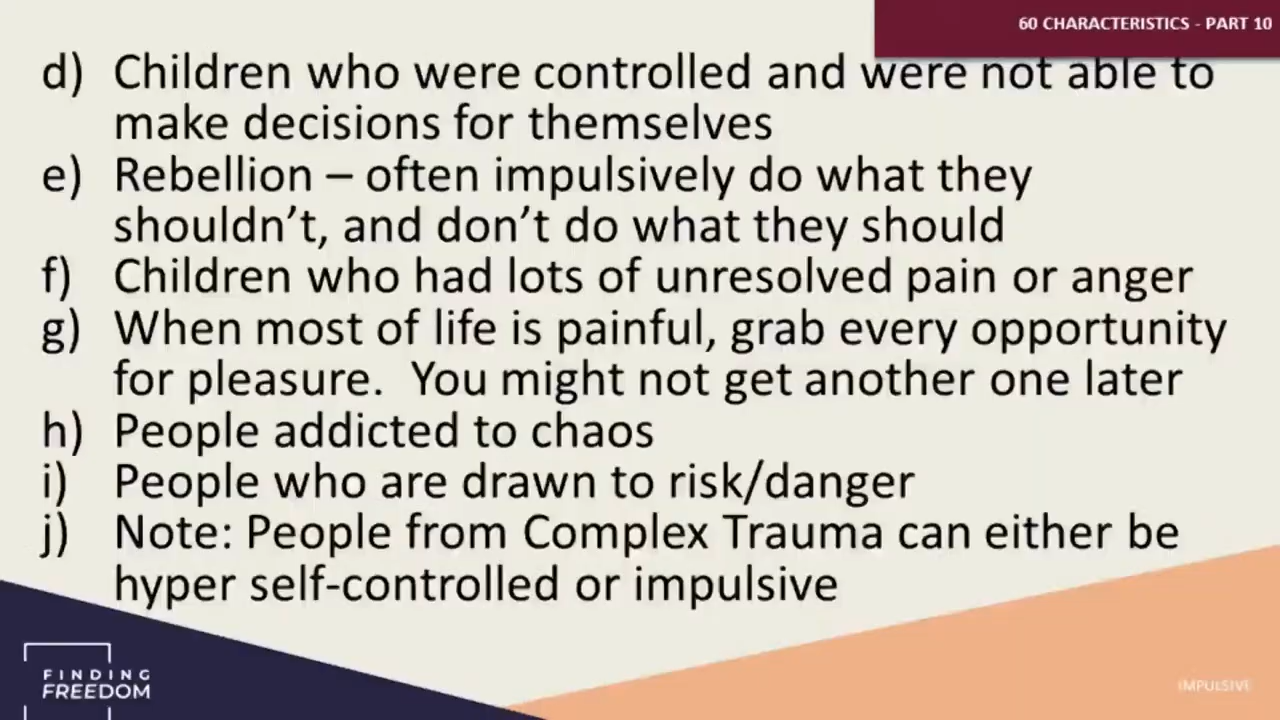 60 CHARACTERISTICS - PART 10
d) Children who were controlled and were not able to
make decisions for themselves
e) Rebellion – often impulsively do what they
shouldn’t, and don’t do what they should
f) Children who had lots of unresolved pain or anger
g) When most of life is painful, grab every opportunity
for pleasure.  You might not get another one later
h) People addicted to chaos
i) People who are drawn to risk/danger
j) Note: People from Complex Trauma can either be
hyper self-controlled or impulsive
FINDING
FREEDOM
IMPULSIVE